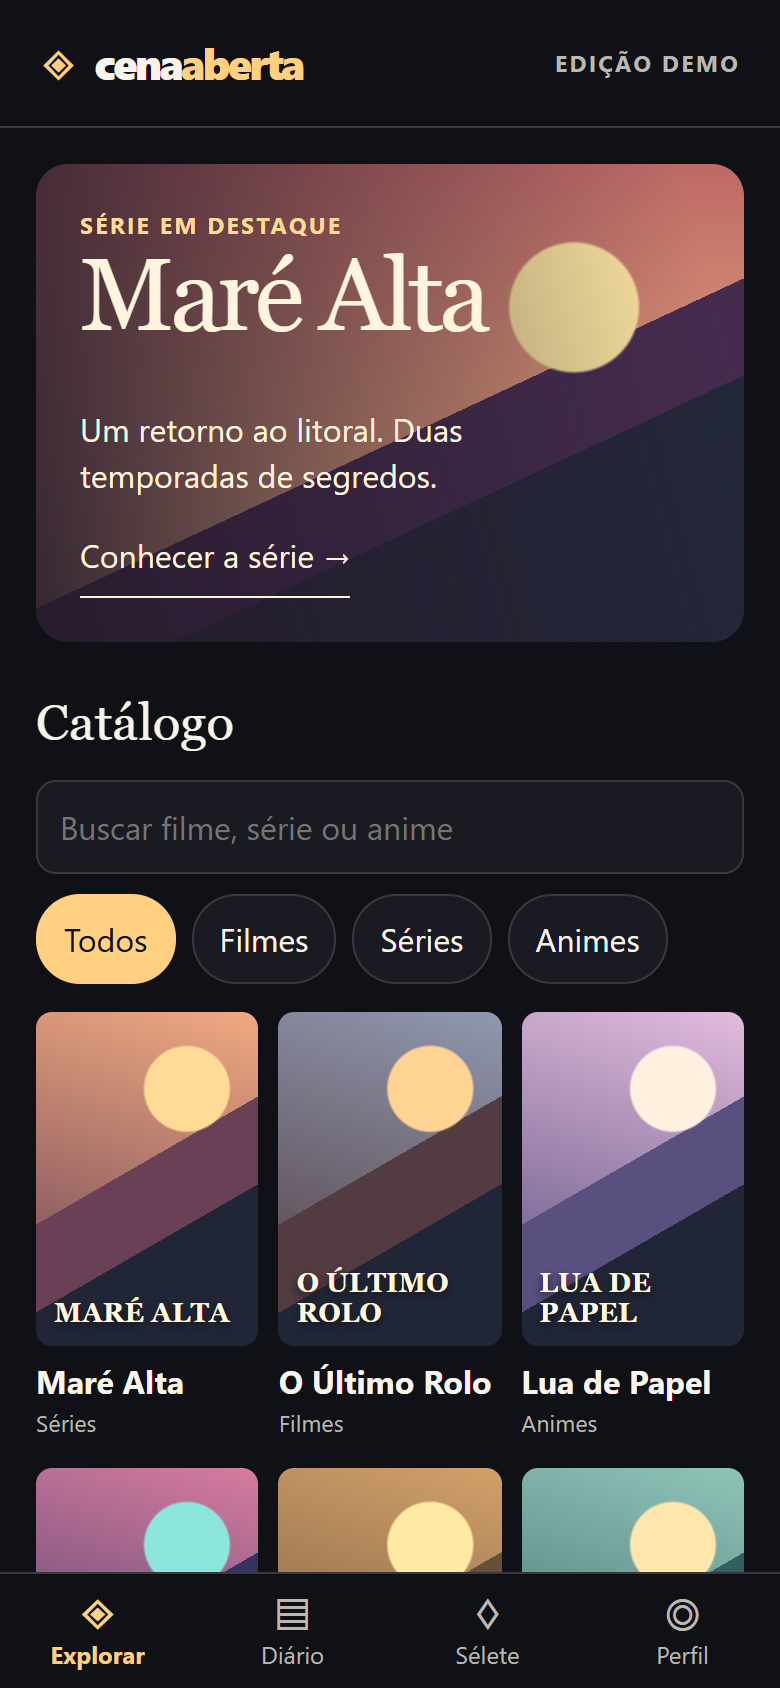 cenaaberta
EDIÇÃO DEMO
SÉRIE EM DESTAQUE
Maré Alta
Um retorno ao litoral. Duas
temporadas de segredos.
Conhecer a série →
Catálogo
Buscar filme, série ou anime
Todos
Filmes
Séries
Animes
MARÉ ALTA
O ÚLTIMO
ROLO
LUA DE
PAPEL
Maré Alta
Séries
O Último Rolo
Filmes
Lua de Papel
Animes
Explorar
Diário
Sélete
Perfil